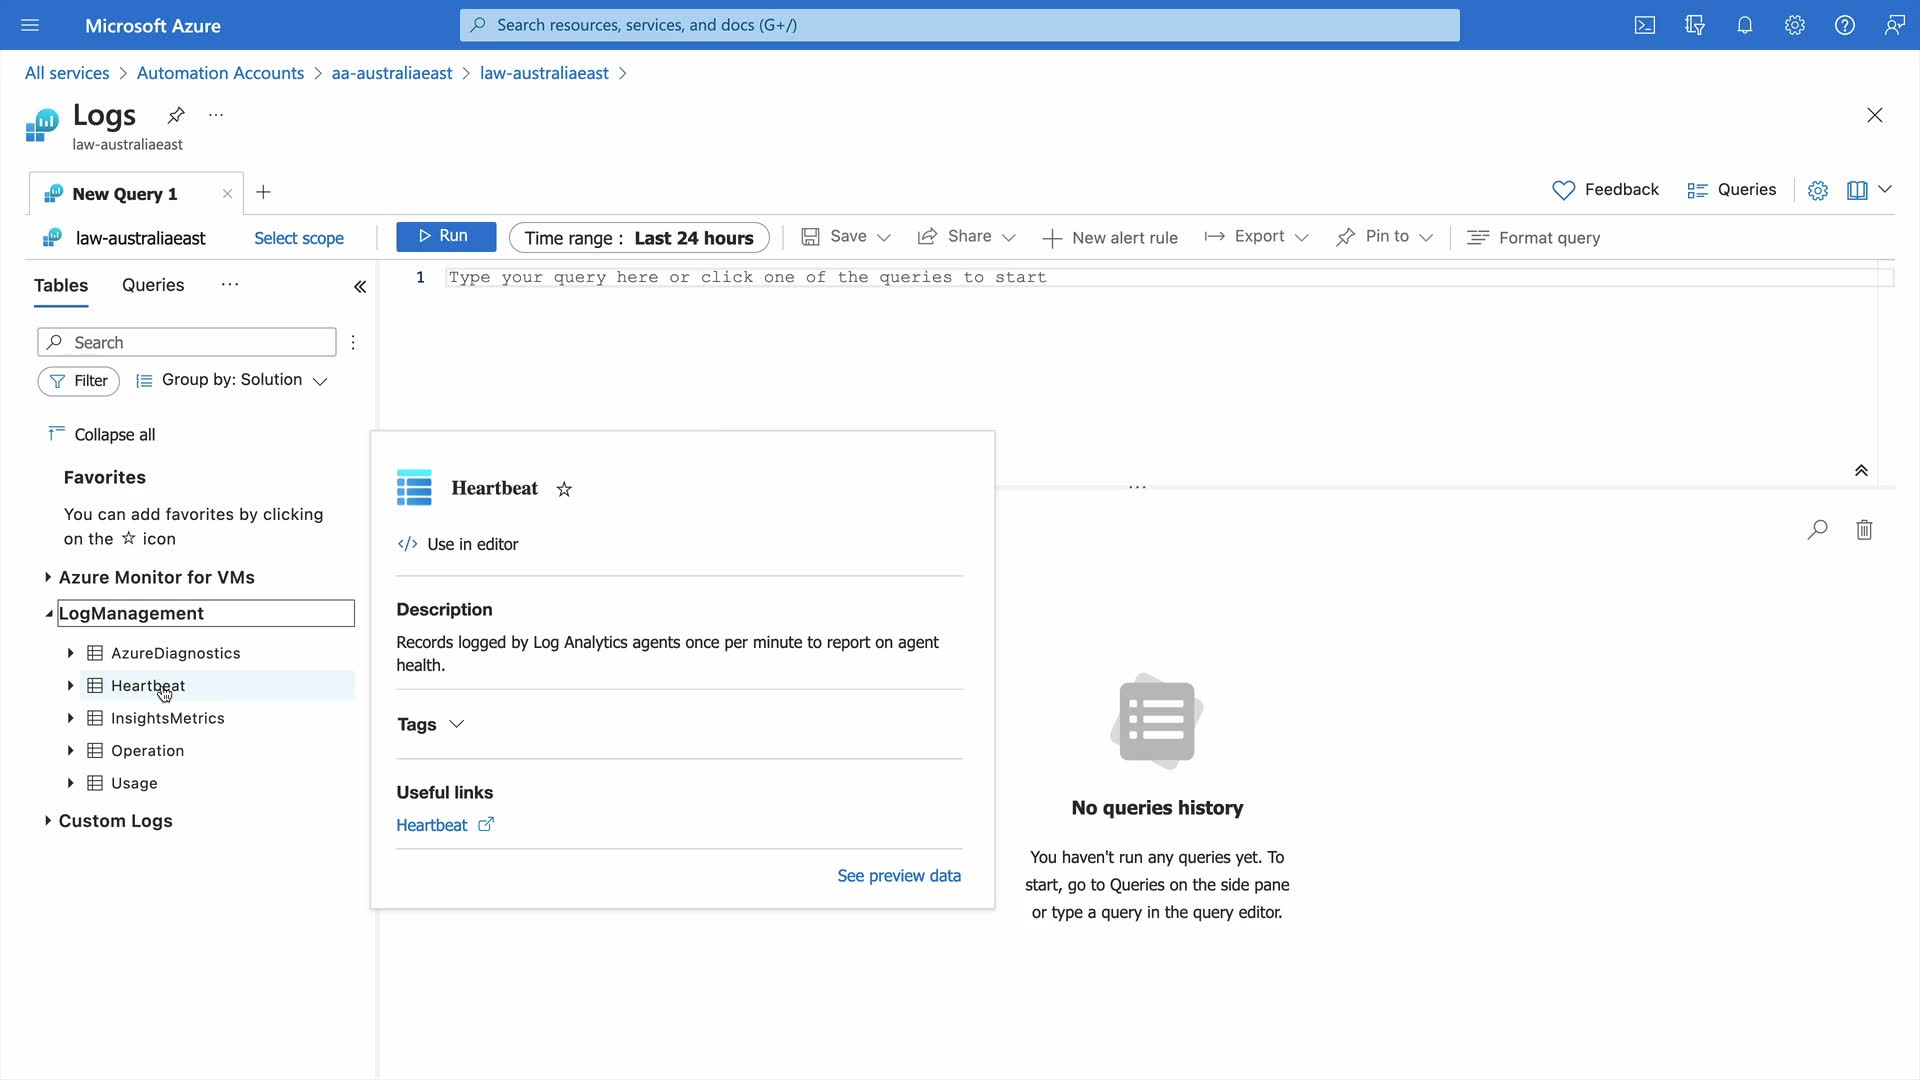 Microsoft Azure
Search resources, services, and docs (G+/)
All services > Automation Accounts > aa-australiaeast > law-australiaeast >
Logs
...
law-australiaeast
New Query 1
Feedback
Queries
law-australiaeast
Select scope
Run
Time range : Last 24 hours
Save
Share
New alert rule
Export
Pin to
Format query
Tables
Queries
...
1
Type your query here or click one of the queries to start
Search
Filter
Group by: Solution
Collapse all
Favorites
You can add favorites by clicking
on the ☆ icon
Azure Monitor for VMs
LogManagement
AzureDiagnostics
Heartbeat
InsightsMetrics
Operation
Usage
Custom Logs
Heartbeat
</> Use in editor
Description
Records logged by Log Analytics agents once per minute to report on agent
health.
Tags
Useful links
Heartbeat
See preview data
...
No queries history
You haven't run any queries yet. To
start, go to Queries on the side pane
or type a query in the query editor.